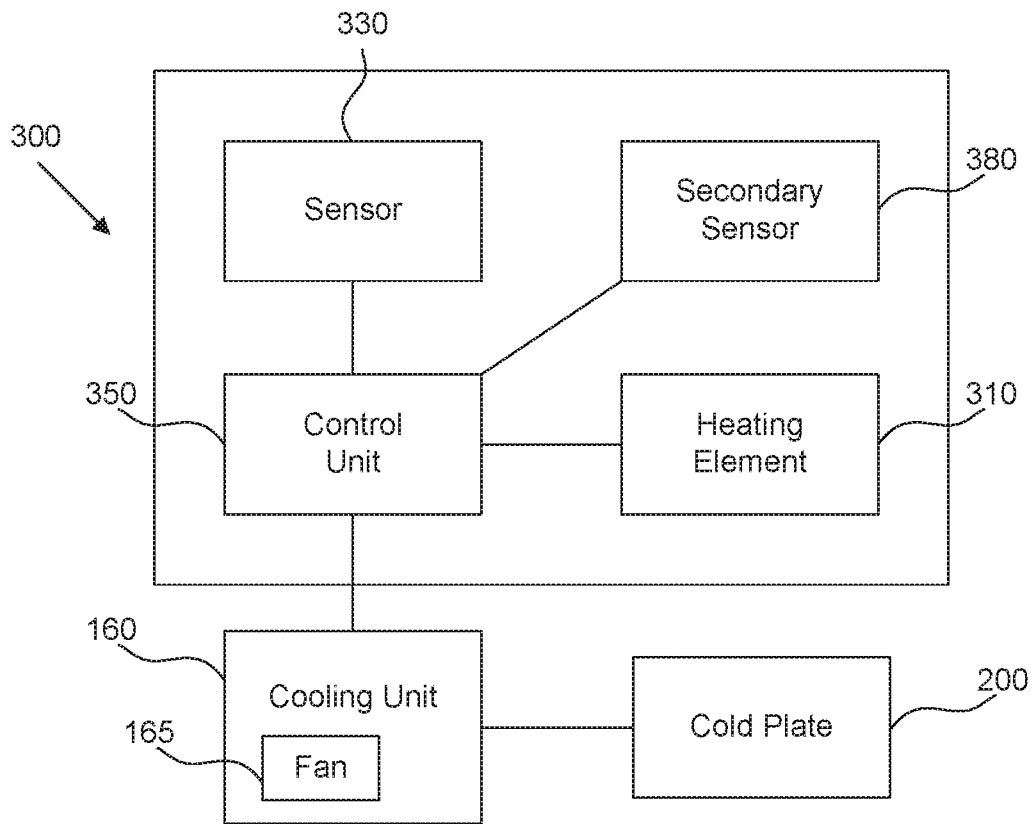 330
300
Sensor
Secondary
Sensor
380
350
Control
Unit
Heating
Element
310
160
Cooling Unit
165
Fan
Cold Plate
200